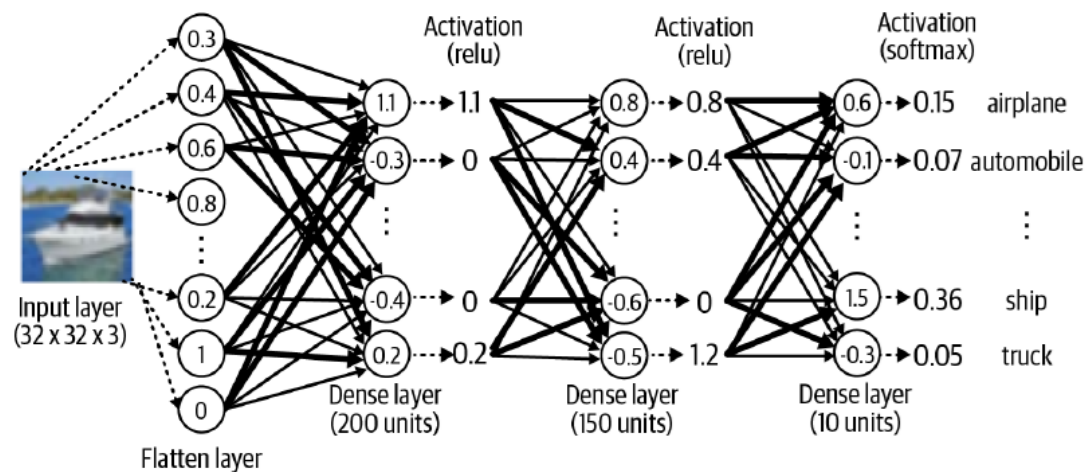 Activation
(relu)
Activation
(relu)
Activation
(softmax)
0.3
0.4
0.6
0.8
⋮
0.2
1
0
Input layer
(32 x 32 x 3)
Flatten layer
1.1
-0.3
⋮
-0.4
0.2
Dense layer
(200 units)
1.1
0
0
0.2
0.8
0.4
⋮
-0.6
-0.5
Dense layer
(150 units)
0.8
0.4
0
1.2
0.6
-0.1
⋮
1.5
-0.3
Dense layer
(10 units)
0.15 airplane
0.07 automobile
⋮ ⋮
0.36 ship
0.05 truck